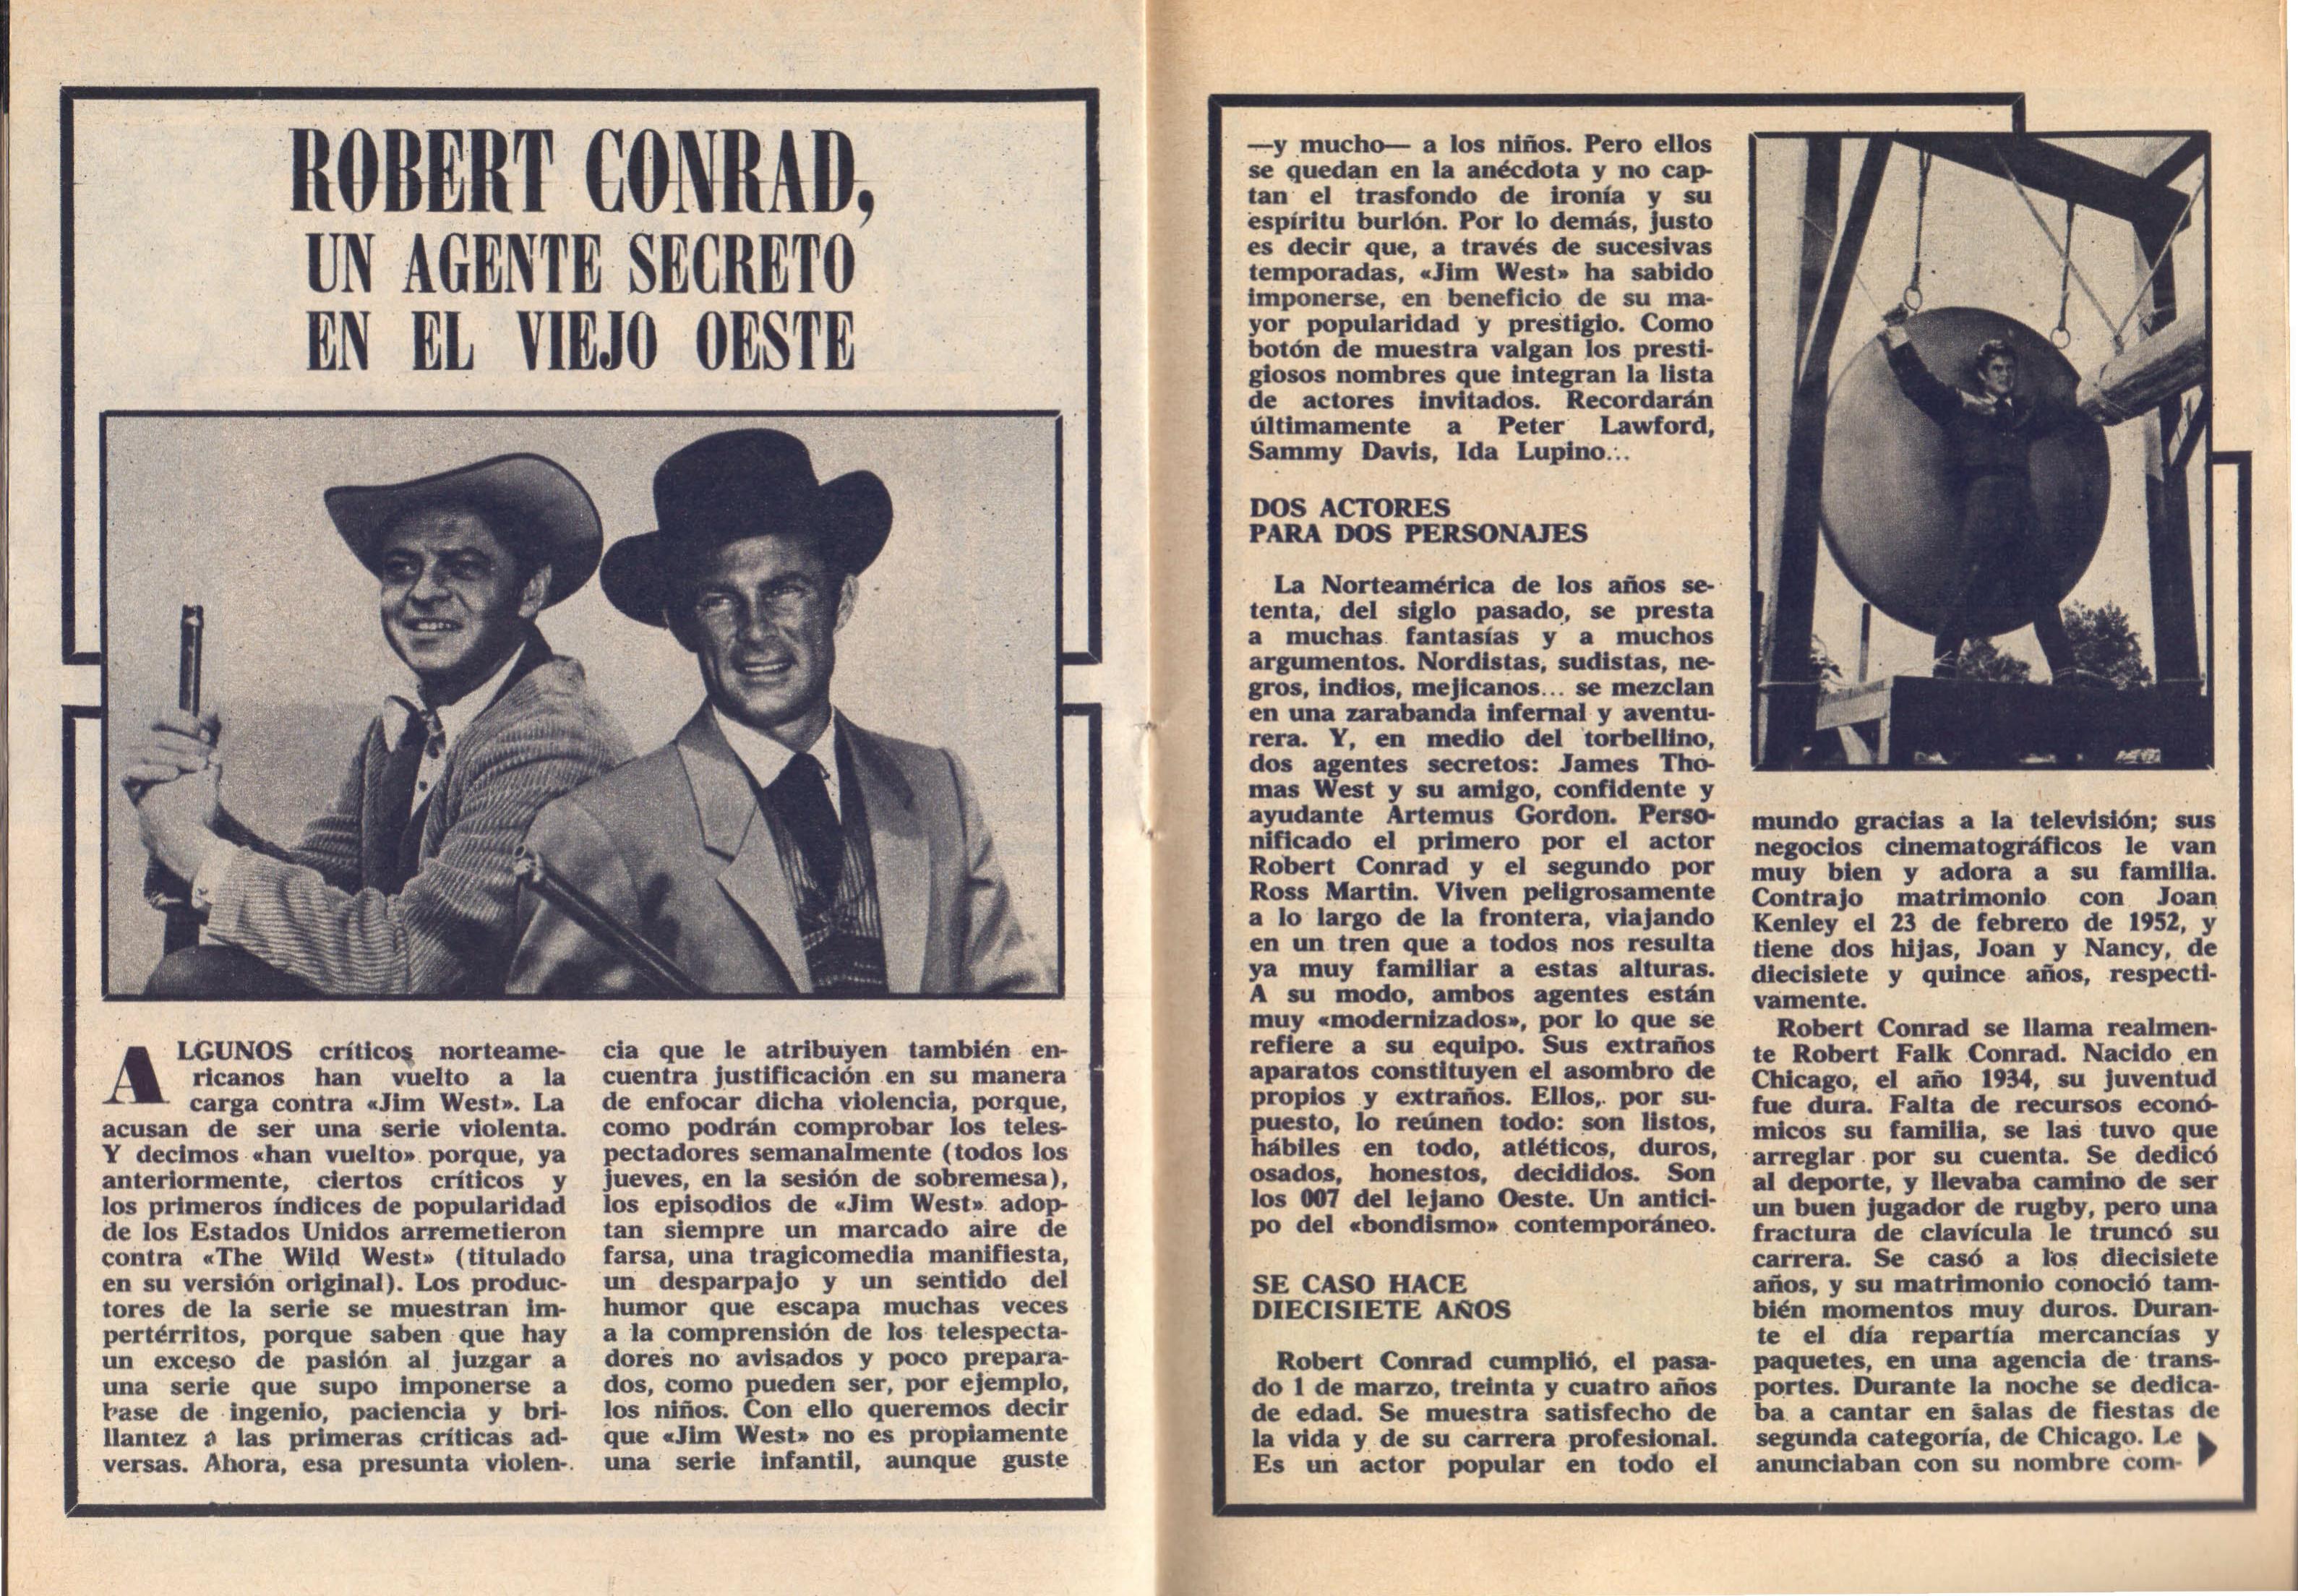 ROBERT CONRAD,
UN AGENTE SECRETO
EN EL VIEJO OESTE
ALGUNOS críticos norteame-
ricanos han vuelto a la
carga contra «Jim West». La
acusan de ser una serie violenta.
Y decimos «han vuelto» porque, ya
anteriormente, ciertos críticos y
los primeros índices de popularidad
de los Estados Unidos arremetieron
contra «The Wild West» (titulado
en su versión original). Los produc-
tores de la serie se muestran im-
pertérritos, porque saben que hay
un exceso de pasión al juzgar a
una serie que supo imponerse a
base de ingenio, paciencia y bri-
llantez a las primeras críticas ad-
versas. Ahora, esa presunta violen-
cia que le atribuyen también en-
cuentra justificación en su manera
de enfocar dicha violencia, porque,
como podrán comprobar los teles-
pectadores semanalmente (todos los
jueves, en la sesión de sobremesa),
los episodios de «Jim West» adop-
tan siempre un marcado aire de
farsa, una tragicomedia manifiesta,
un desparpajo y un sentido del
humor que escapa muchas veces
a la comprensión de los telespecta-
dores no avisados y poco prepara-
dos, como pueden ser, por ejemplo,
los niños. Con ello queremos decir
que «Jim West» no es propiamente
una serie infantil, aunque guste
—y mucho— a los niños. Pero ellos
se quedan en la anécdota y no cap-
tan el trasfondo de ironía y su
espíritu burlón. Por lo demás, justo
es decir que, a través de sucesivas
temporadas, «Jim West» ha sabido
imponerse, en beneficio de su ma-
yor popularidad y prestigio. Como
botón de muestra valgan los presti-
giosos nombres que integran la lista
de actores invitados. Recordarán
últimamente a Peter Lawford,
Sammy Davis, Ida Lupino...
DOS ACTORES
PARA DOS PERSONAJES
La Norteamérica de los años se-
tenta, del siglo pasado, se presta
a muchas fantasías y a muchos
argumentos. Nordistas, sudistas, ne-
gros, indios, mejicanos... se mezclan
en una zarabanda infernal y aventu-
rera. Y, en medio del torbellino,
dos agentes secretos: James Tho-
mas West y su amigo, confidente y
ayudante Artemus Gordon. Perso-
nificado el primero por el actor
Robert Conrad y el segundo por
Ross Martin. Viven peligrosamente
a lo largo de la frontera, viajando
en un tren que a todos nos resulta
ya muy familiar a estas alturas.
A su modo, ambos agentes están
muy «modernizados», por lo que se
refiere a su equipo. Sus extraños
aparatos constituyen el asombro de
propios y extraños. Ellos, por su-
puesto, lo reúnen todo: son listos,
hábiles en todo, atléticos, duros,
osados, honestos, decididos. Son
los 007 del lejano Oeste. Un antici-
po del «bondismo» contemporáneo.
SE CASO HACE
DIECISIETE AÑOS
Robert Conrad cumplió, el pasa-
do 1 de marzo, treinta y cuatro años
de edad. Se muestra satisfecho de
la vida y de su carrera profesional.
Es un actor popular en todo el
mundo gracias a la televisión; sus
negocios cinematográficos le van
muy bien y adora a su familia.
Contrajo matrimonio con Joan
Kenley el 23 de febrero de 1952, y
tiene dos hijas, Joan y Nancy, de
diecisiete y quince años, respecti-
vamente.
Robert Conrad se llama realmen-
te Robert Falk Conrad. Nacido en
Chicago, el año 1934, su juventud
fue dura. Falta de recursos econó-
micos su familia, se las tuvo que
arreglar por su cuenta. Se dedicó
al deporte, y llevaba camino de ser
un buen jugador de rugby, pero una
fractura de clavícula le truncó su
carrera. Se casó a los diecisiete
años, y su matrimonio conoció tam-
bién momentos muy duros. Duran-
te el día repartía mercancías y
paquetes, en una agencia de trans-
portes. Durante la noche se dedica-
ba a cantar en salas de fiestas de
segunda categoría, de Chicago. Le
anunciaban con su nombre com-